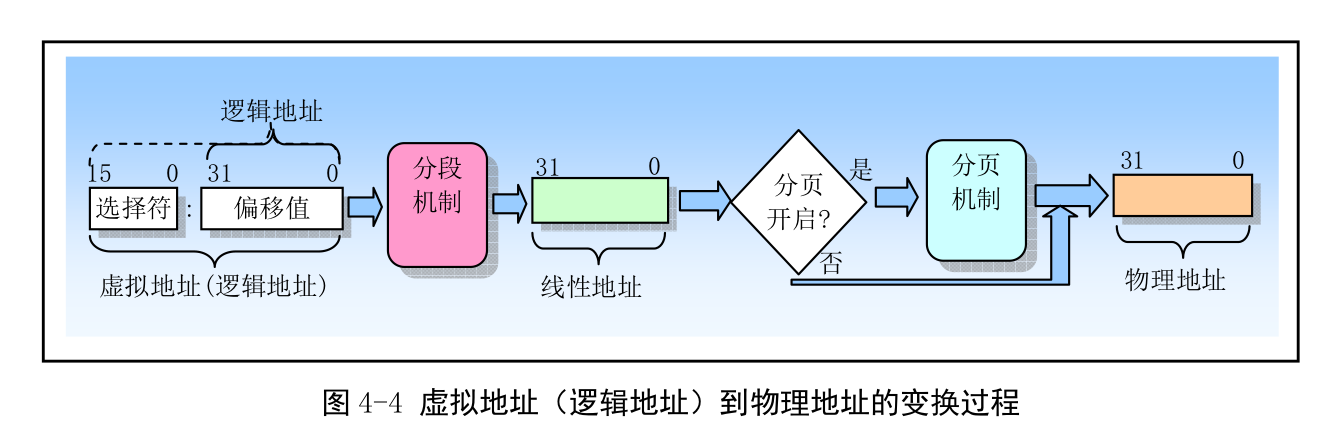 逻辑地址
15 0 31 0
选择符 : 偏移值
虚拟地址(逻辑地址)
分段
机制
31 0
线性地址
分页
开启?
是
否
分页
机制
31 0
物理地址
图 4-4 虚拟地址（逻辑地址）到物理地址的变换过程